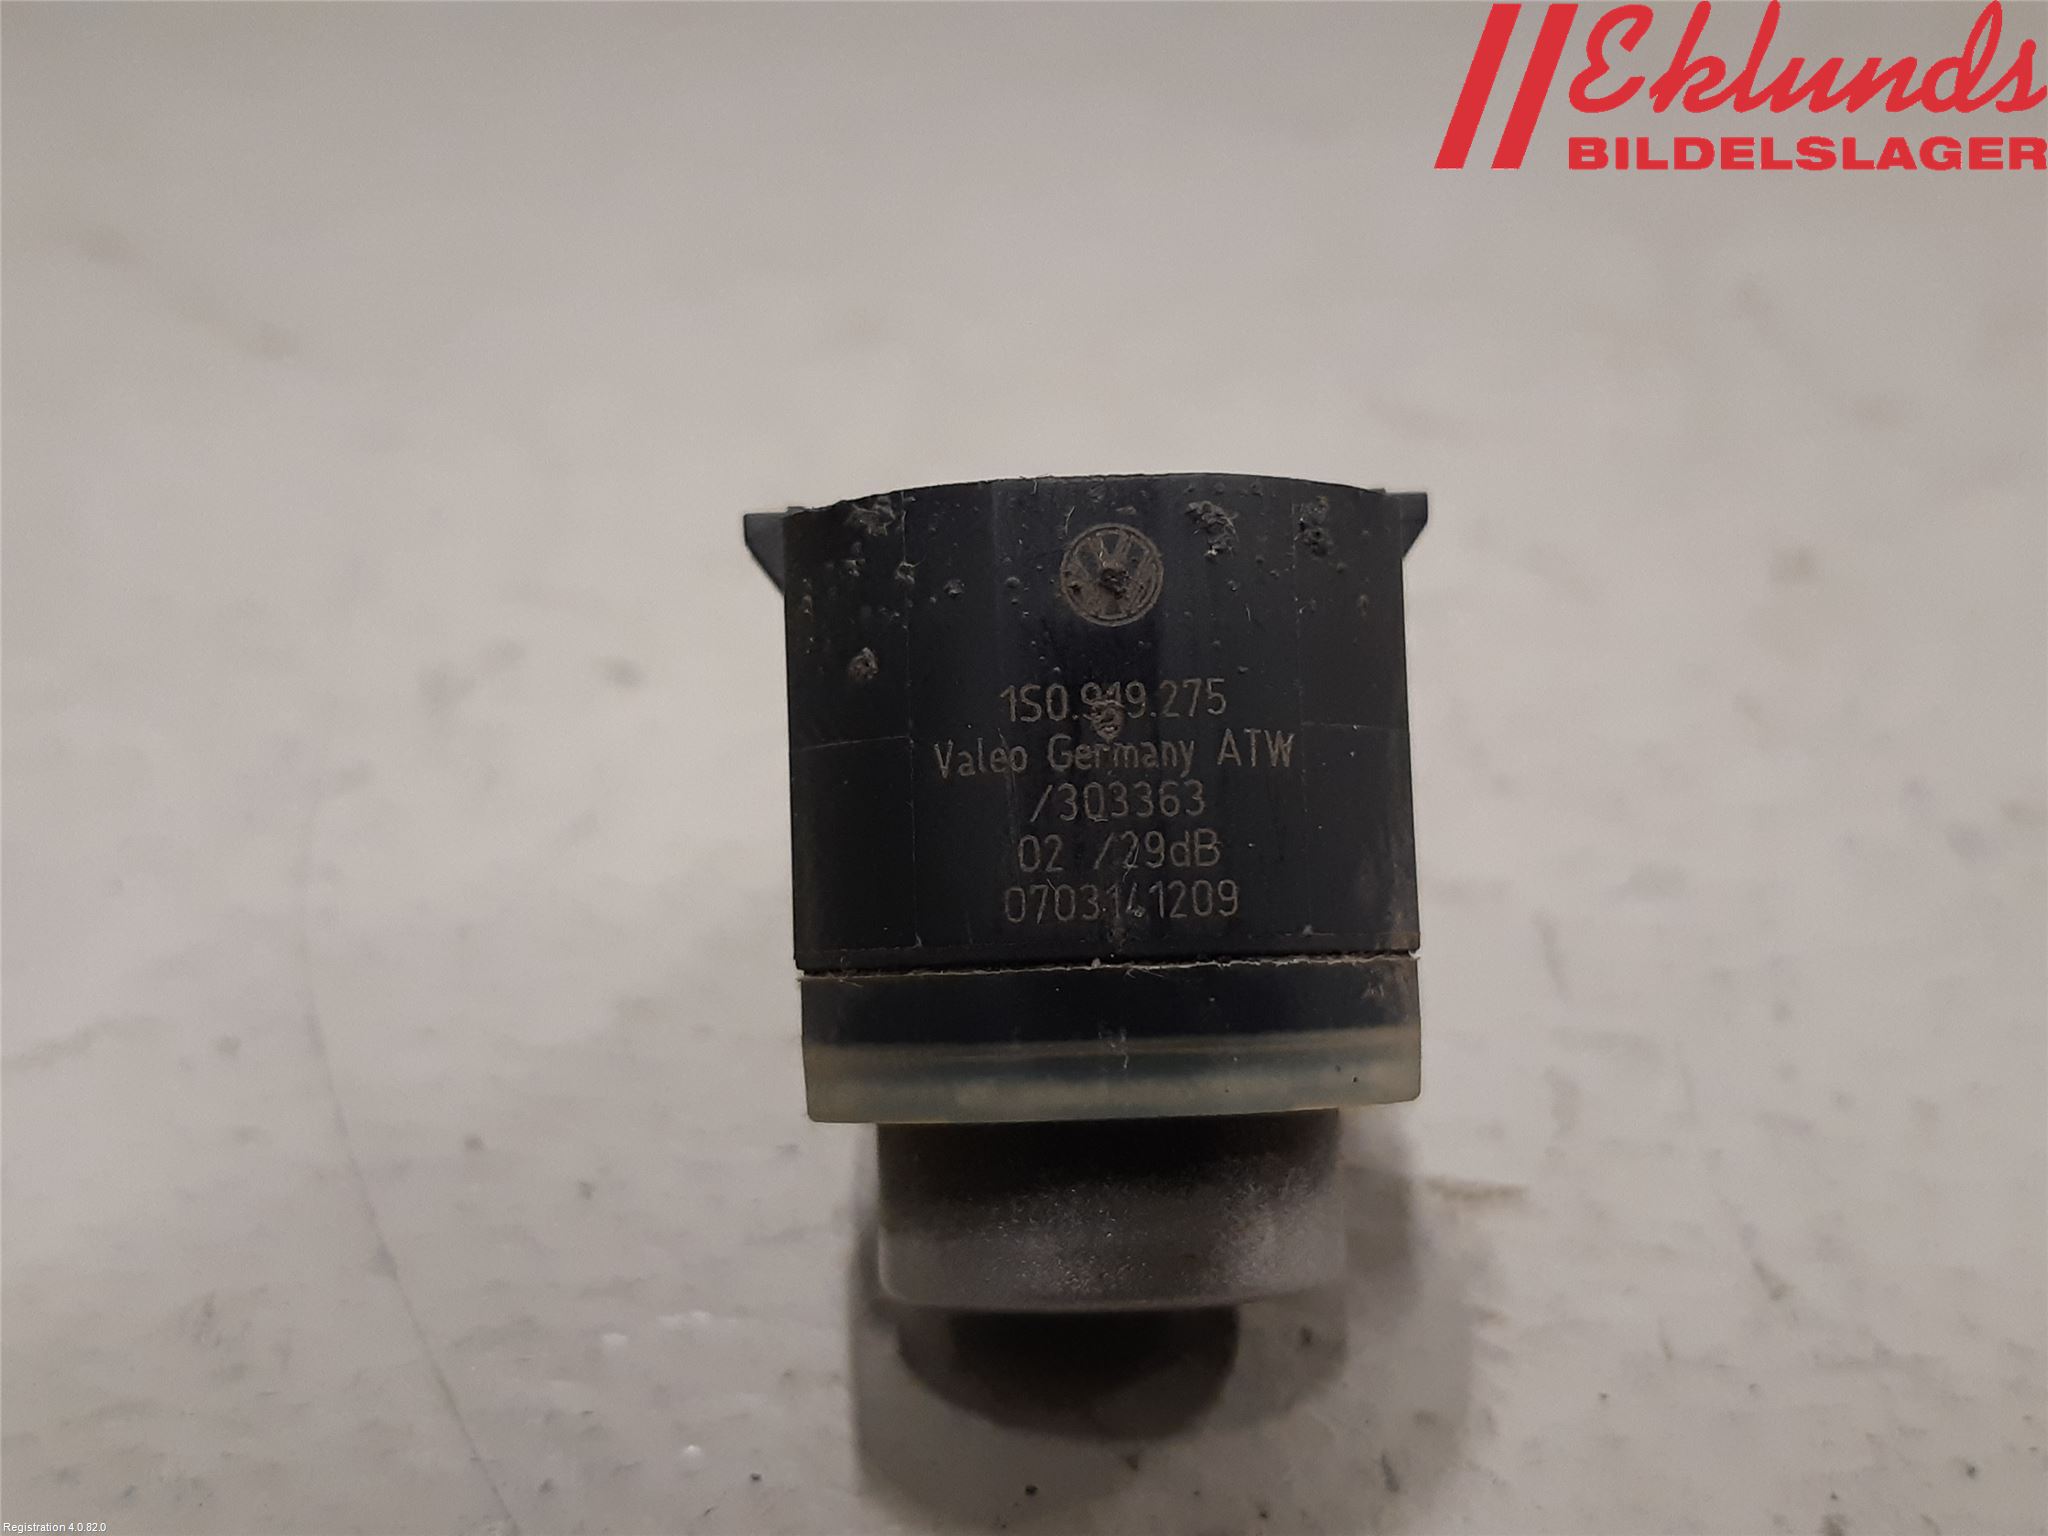 Eklunds
BILDELSLAGER
1S0.919.275
Valeo Germany ATW
/3Q3363
02 /29dB
0703141209
Registration 4.0.82.0